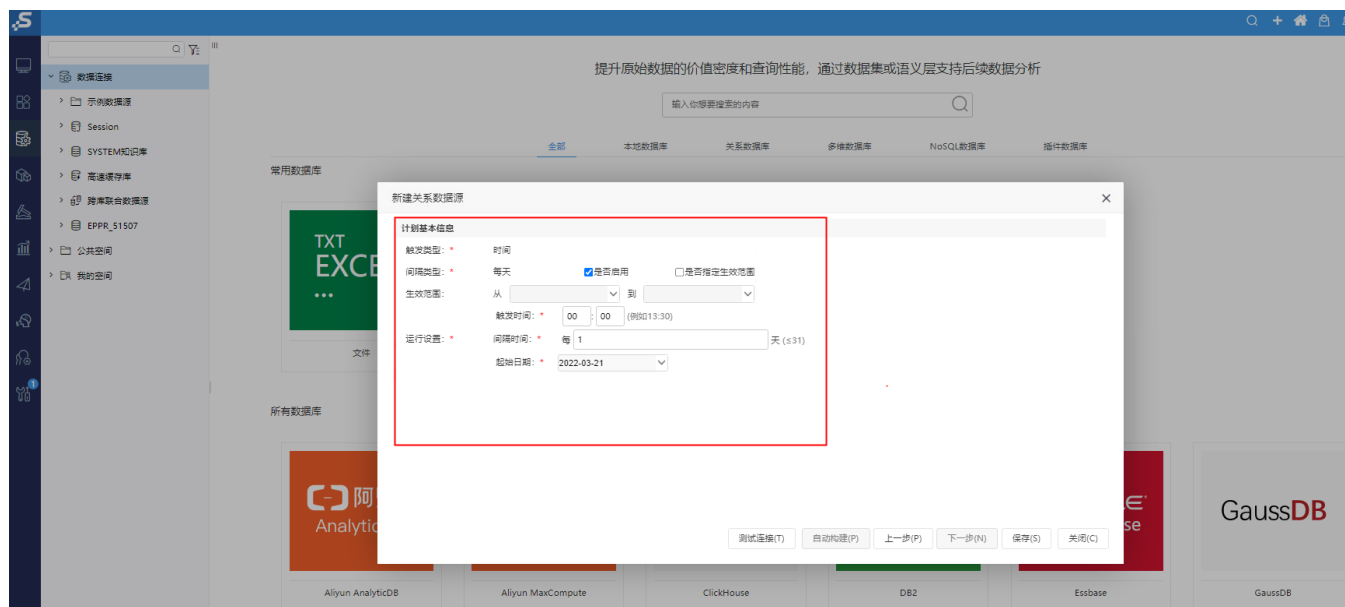 S
数据连接
示例数据源
Session
SYSTEM知识库
高速缓存库
跨库联合数据源
EPPR_51507
公共空间
我的空间
1
提升原始数据的价值密度和查询性能，通过数据集或语义层支持后续数据分析
输入你想要搜索的内容
全部 本地数据库 关系数据库 多维数据库 NoSQL数据库 插件数据库
常用数据库
TXT
EXCE
...
文件
新建关系数据源
计划基本信息
触发类型: * 时间
间隔类型: * 每天 是否启用 是否指定生效范围
生效范围: 从 到
触发时间: * 00 : 00 (例如13:30)
运行设置: * 间隔时间: * 每 1 天 (≤31)
起始日期: * 2022-03-21
测试连接(T) 自动构建(P) 上一步(P) 下一步(N) 保存(S) 关闭(C)
所有数据库
阿
Analytic
se
GaussDB
Aliyun AnalyticDB Aliyun MaxCompute ClickHouse DB2 Essbase GaussDB